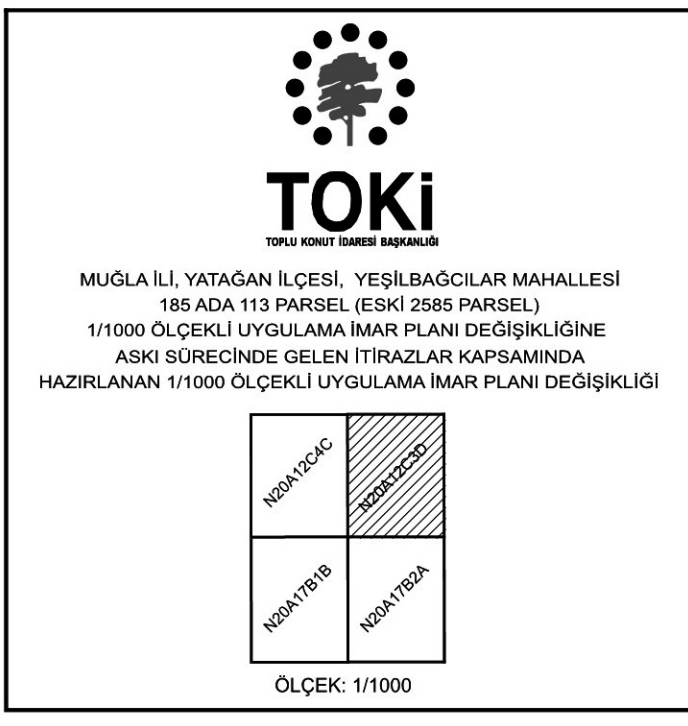 TOKİ
TOPLU KONUT İDARESİ BAŞKANLIĞI
MUĞLA İLİ, YATAĞAN İLÇESİ, YEŞİLBAĞCILAR MAHALLESİ
185 ADA 113 PARSEL (ESKİ 2585 PARSEL)
1/1000 ÖLÇEKLİ UYGULAMA İMAR PLANI DEĞİŞİKLİĞİNE
ASKI SÜRECİNDE GELEN İTİRAZLAR KAPSAMINDA
HAZIRLANAN 1/1000 ÖLÇEKLİ UYGULAMA İMAR PLANI DEĞİŞİKLİĞİ
N20A12C4C
N20A12C3D
N20A17B1B
N20A17B2A
ÖLÇEK: 1/1000